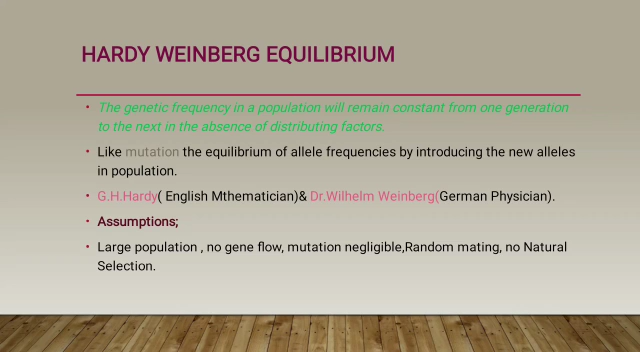 HARDY WEINBERG EQUILIBRIUM
• The genetic frequency in a population will remain constant from one generation
to the next in the absence of distributing factors.
• Like mutation the equilibrium of allele frequencies by introducing the new alleles
in population.
• G.H.Hardy( English Mthematician)& Dr.Wilhelm Weinberg(German Physician).
• Assumptions;
• Large population , no gene flow, mutation negligible,Random mating, no Natural
Selection.